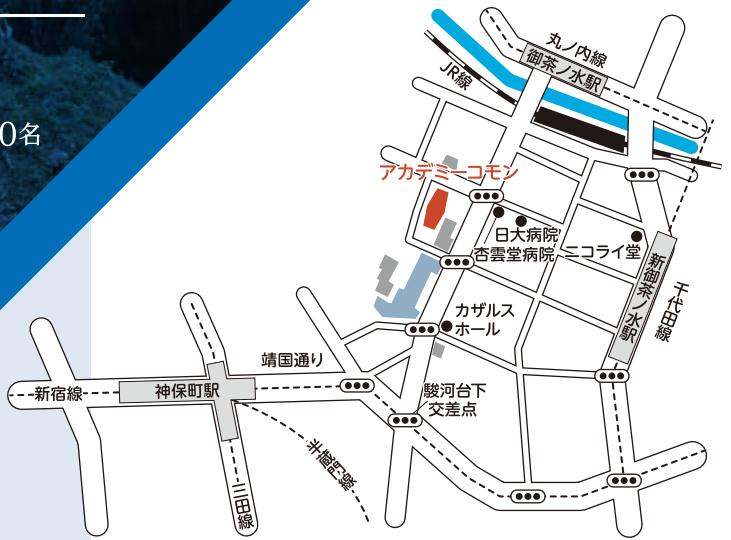 0名
丸ノ内線
御茶ノ水駅
JR線
アカデミーコモン
日大病院
杏雲堂病院
ニコライ堂
新御茶ノ水駅
千代田線
カザルス
ホール
靖国通り
新宿線
神保町駅
駿河台下
交差点
半蔵門線
三田線